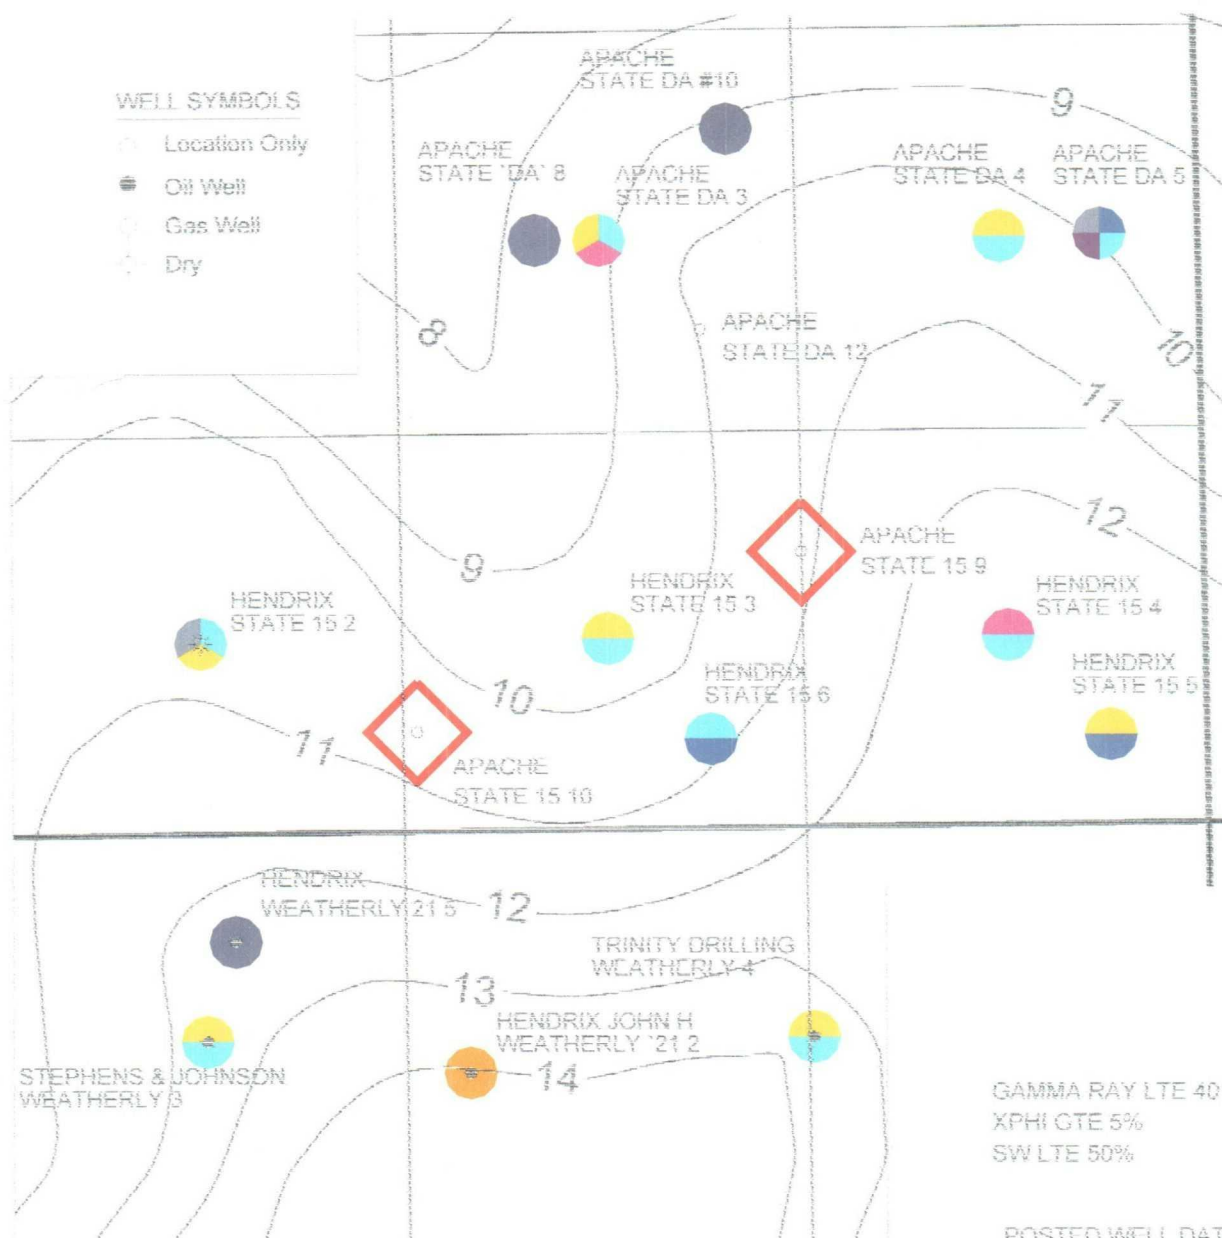 WELL SYMBOLS
Location Only
Oil Well
Gas Well
Dry
APACHE
STATE DA #10
APACHE
STATE 'DA' 8
APACHE
STATE DA 3
APACHE
STATE DA 4
APACHE
STATE DA 5
9
8
APACHE
STATE DA 12
10
11
12
9
APACHE
STATE 15 9
HENDRIX
STATE 15 2
HENDRIX
STATE 15 3
HENDRIX
STATE 15 4
10
HENDRIX
STATE 15 6
HENDRIX
STATE 15 5
11
APACHE
STATE 15 10
HENDRIX
WEATHERLY 21 5
12
TRINITY DRILLING
WEATHERLY 4
13
HENDRIX JOHN H
WEATHERLY '21 2
14
STEPHENS & JOHNSON
WEATHERLY 3
GAMMA RAY LTE 40
XPHI GTE 5%
SW LTE 50%
POSTED WELL DAT